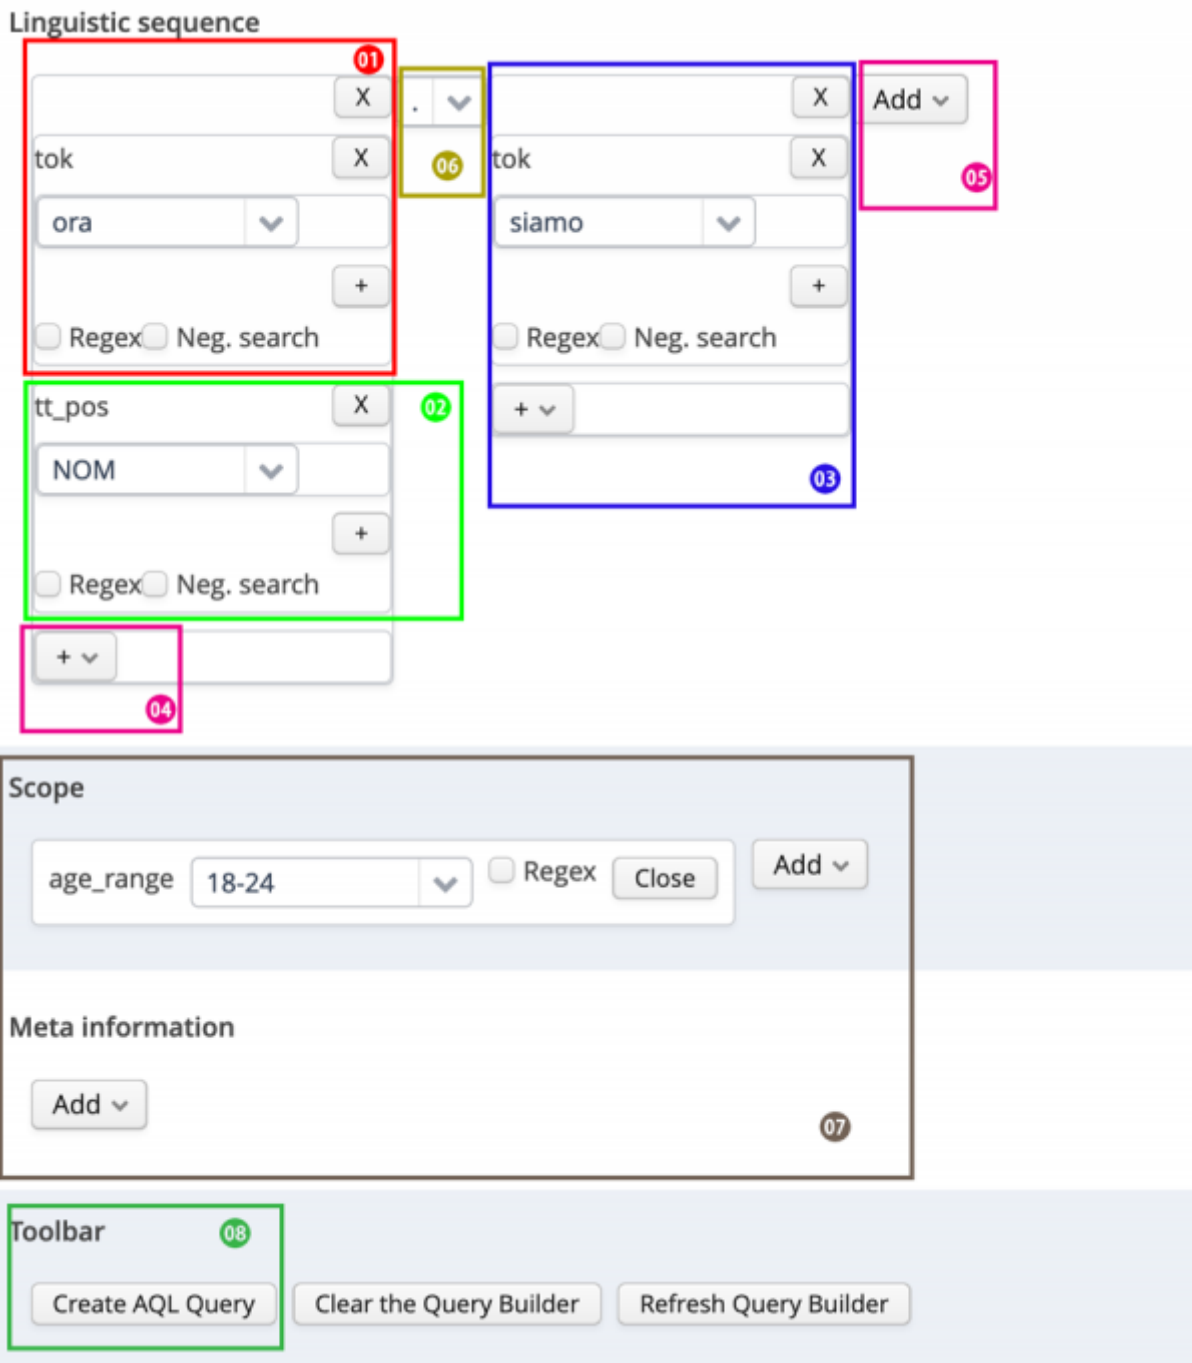 Linguistic sequence
01
X
. 
X
Add
tok
X
06
tok
X
05
ora
siamo
+
+
Regex Neg. search
Regex Neg. search
tt_pos
X
02
+
NOM
03
+
Regex Neg. search
+
04
Scope
age_range 18-24 Regex Close Add
Meta information
Add
07
Toolbar 08
Create AQL Query Clear the Query Builder Refresh Query Builder